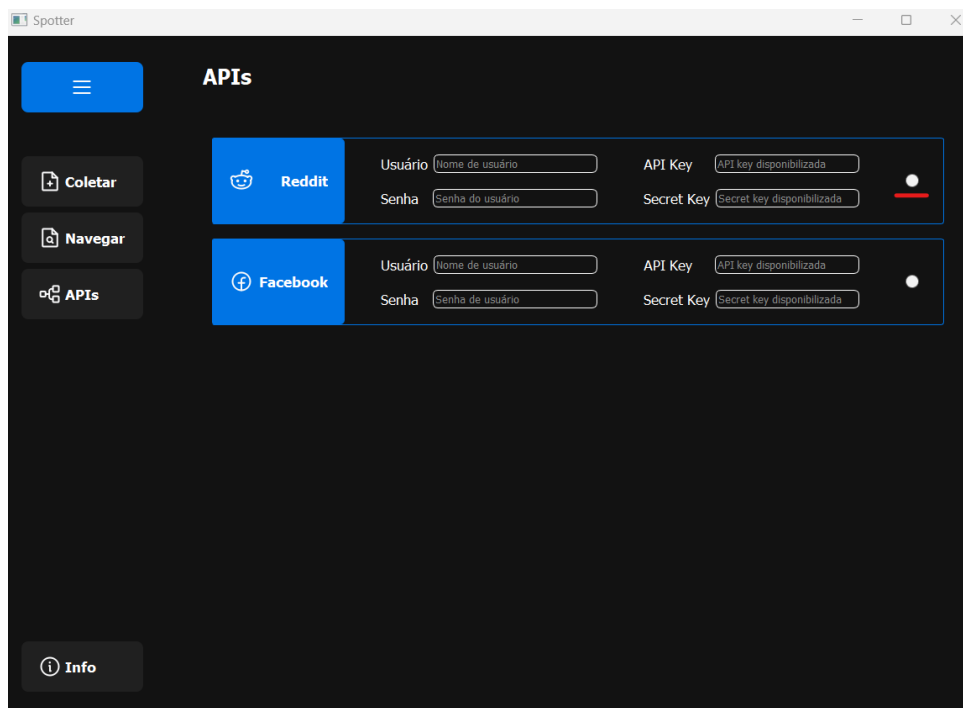 Spotter
APIs
Coletar
Navegar
APIs
Info
Reddit
Usuário Nome de usuário API Key API key disponibilizada
Senha Senha do usuário Secret Key Secret key disponibilizada
Facebook
Usuário Nome de usuário API Key API key disponibilizada
Senha Senha de usuário Secret Key Secret key disponibilizada